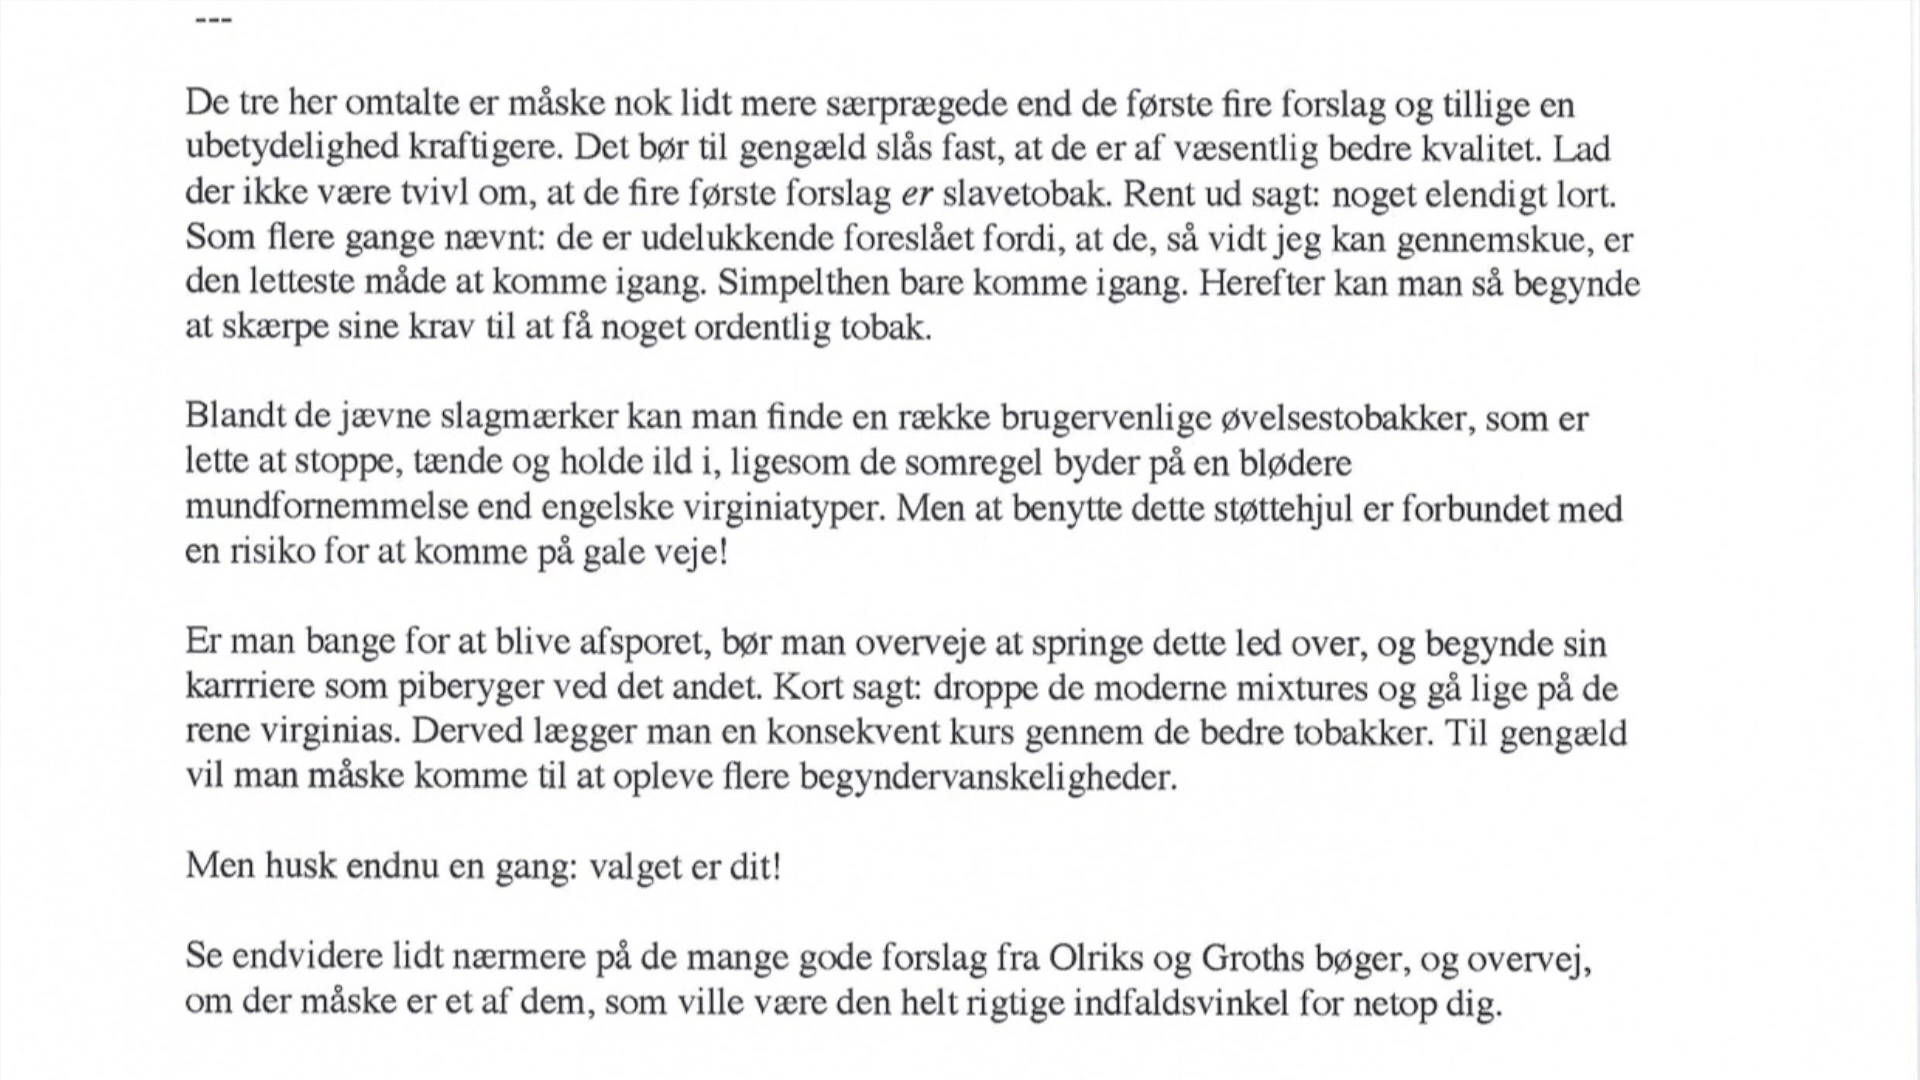 ---
De tre her omtalte er måske nok lidt mere særprægede end de første fire forslag og tillige en
ubetydelighed kraftigere. Det bør til gengæld slås fast, at de er af væsentlig bedre kvalitet. Lad
der ikke være tvivl om, at de fire første forslag er slavetobak. Rent ud sagt: noget elendigt lort.
Som flere gange nævnt: de er udelukkende foreslået fordi, at de, så vidt jeg kan gennemskue, er
den letteste måde at komme igang. Simpelthen bare komme igang. Herefter kan man så begynde
at skærpe sine krav til at få noget ordentlig tobak.
Blandt de jævne slagmærker kan man finde en række brugervenlige øvelsestobakker, som er
lette at stoppe, tænde og holde ild i, ligesom de somregel byder på en blødere
mundfornemmelse end engelske virginiatyper. Men at benytte dette støttehjul er forbundet med
en risiko for at komme på gale veje!
Er man bange for at blive afsporet, bør man overveje at springe dette led over, og begynde sin
karrriere som piberyger ved det andet. Kort sagt: droppe de moderne mixtures og gå lige på de
rene virginias. Derved lægger man en konsekvent kurs gennem de bedre tobakker. Til gengæld
vil man måske komme til at opleve flere begyndervanskeligheder.
Men husk endnu en gang: valget er dit!
Se endvidere lidt nærmere på de mange gode forslag fra Olriks og Groths bøger, og overvej,
om der måske er et af dem, som ville være den helt rigtige indfaldsvinkel for netop dig.